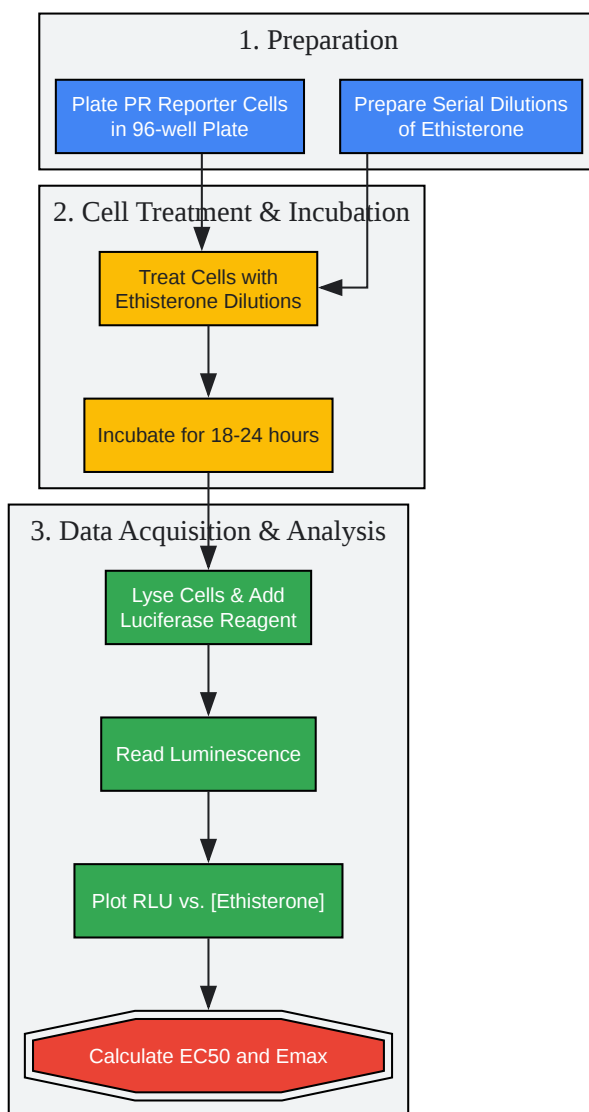 1. Preparation
Plate PR Reporter Cells
in 96-well Plate
Prepare Serial Dilutions
of Ethisterone
2. Cell Treatment & Incubation
Treat Cells with
Ethisterone Dilutions
Incubate for 18-24 hours
3. Data Acquisition & Analysis
Lyse Cells & Add
Luciferase Reagent
Read Luminescence
Plot RLU vs. [Ethisterone]
Calculate EC50 and Emax